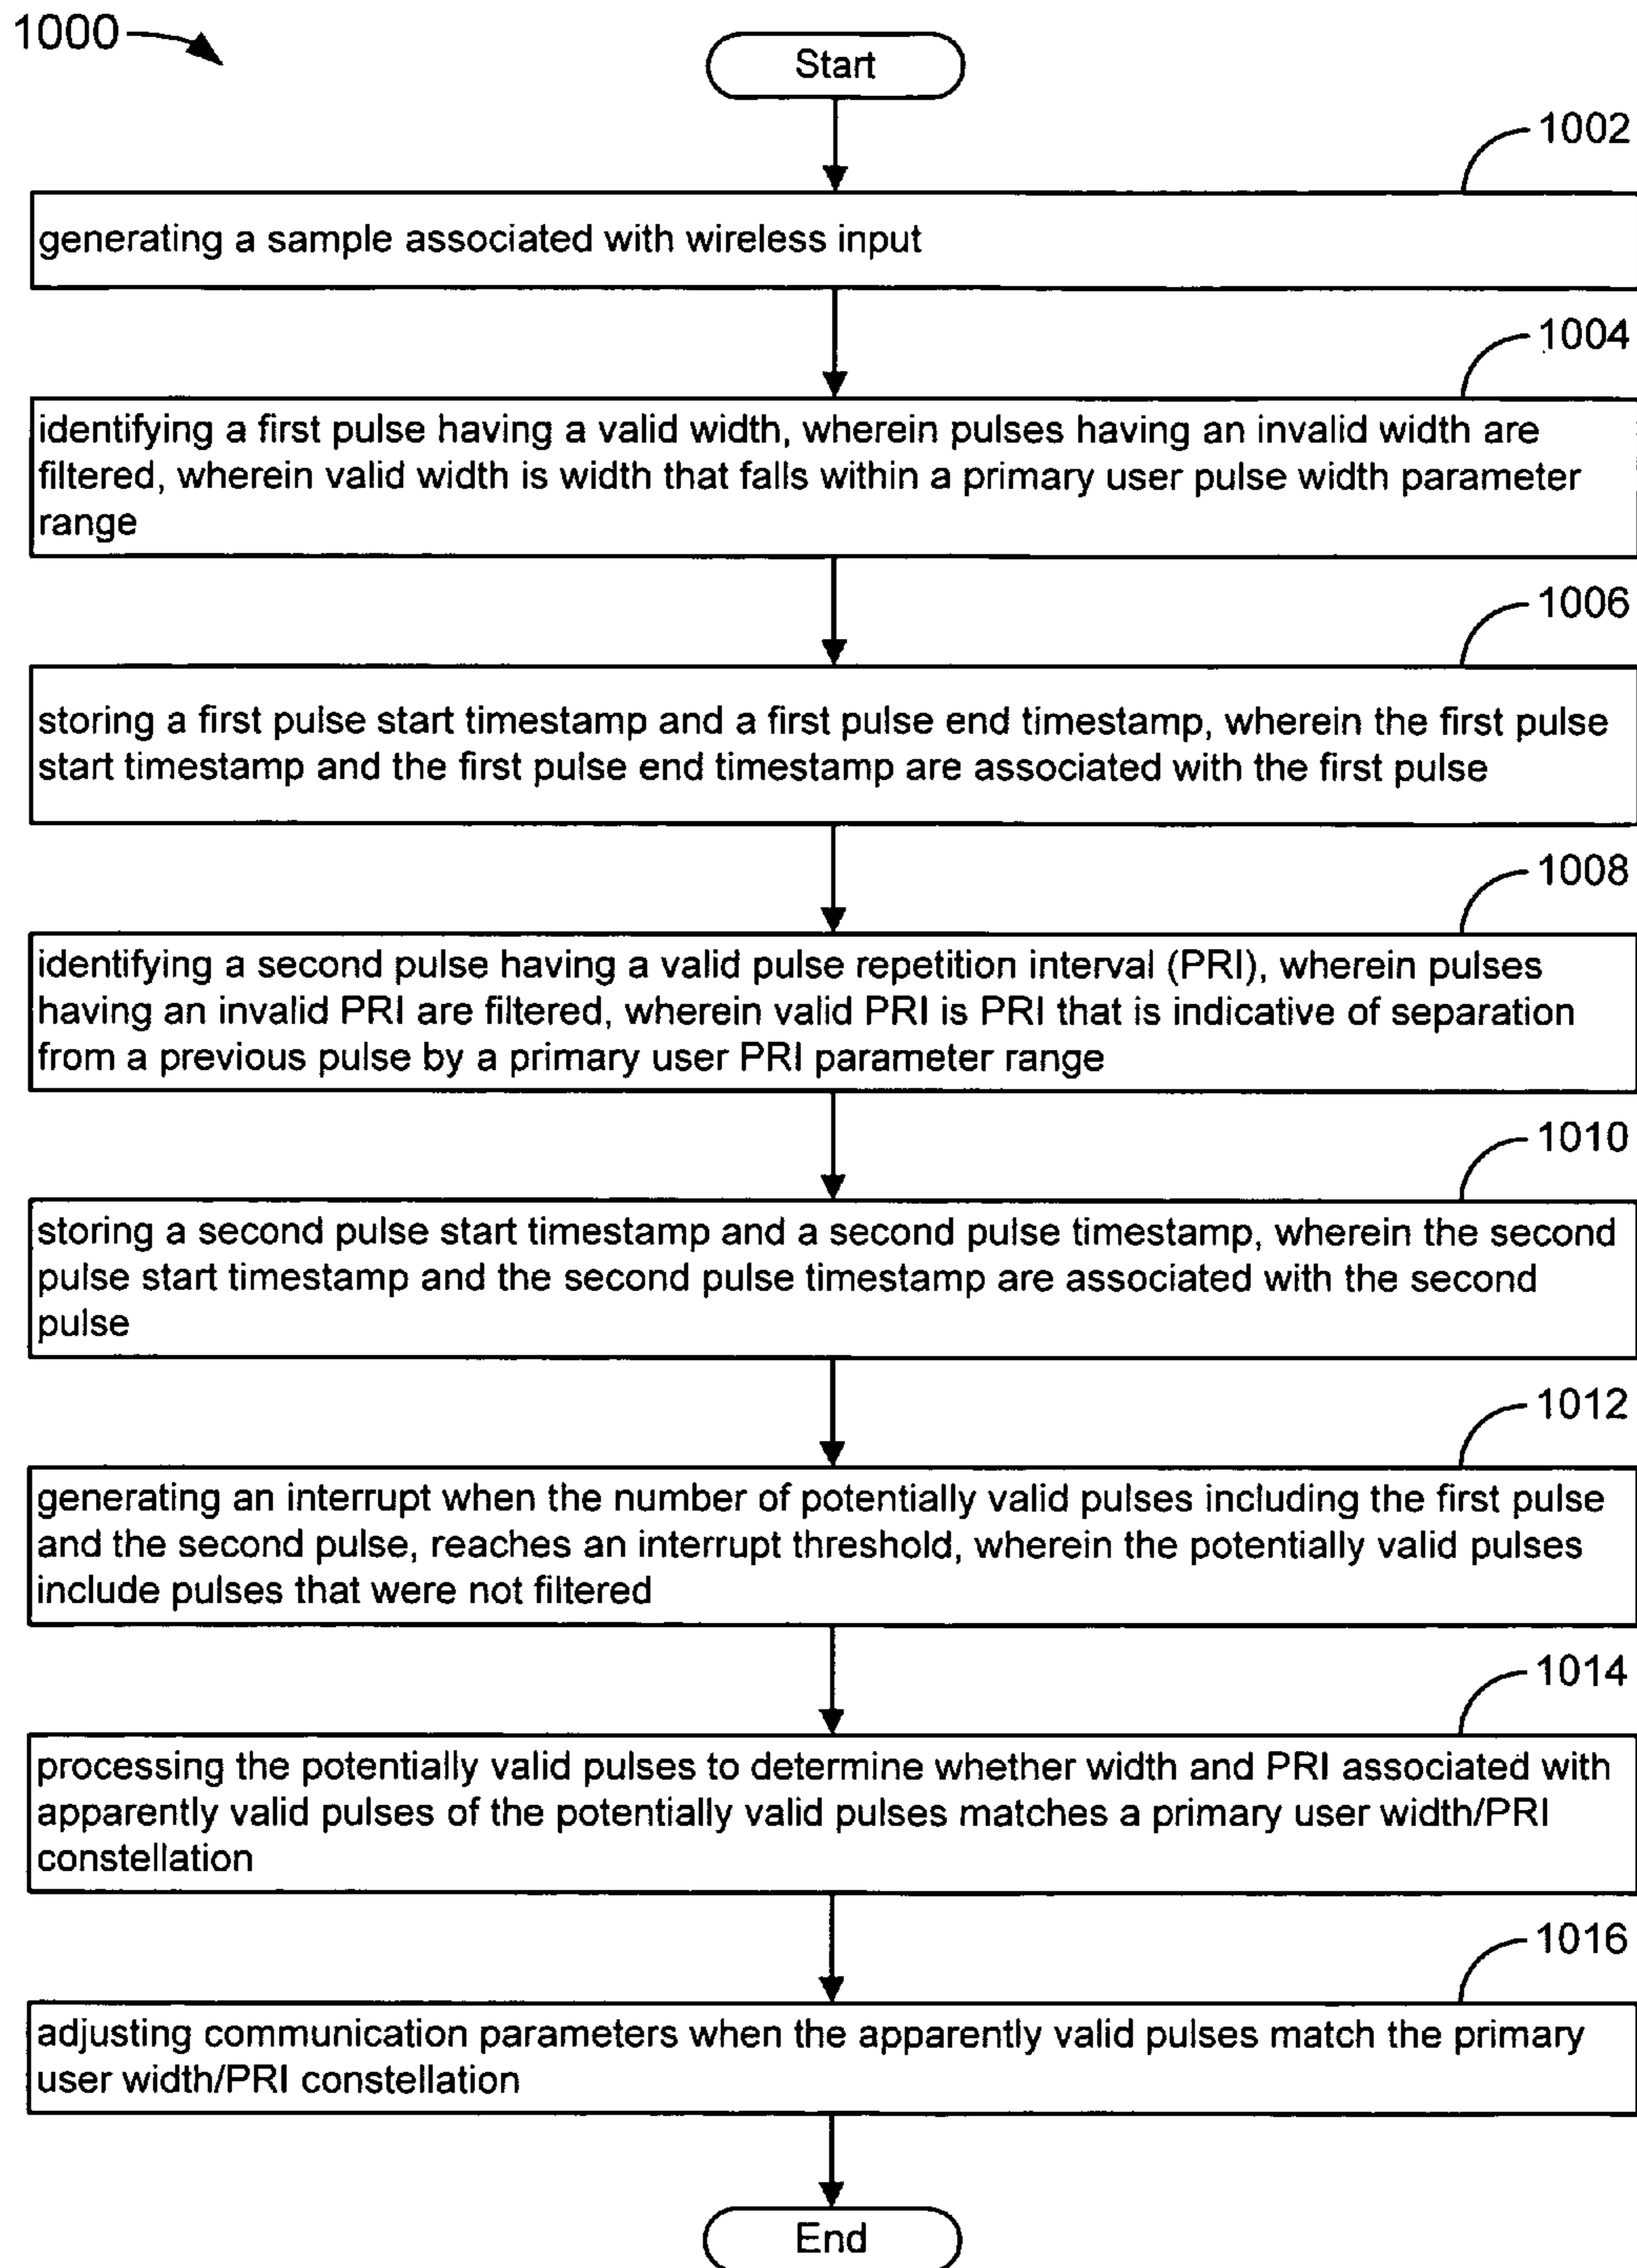 1000
Start
1002
generating a sample associated with wireless input
1004
identifying a first pulse having a valid width, wherein pulses having an invalid width are
filtered, wherein valid width is width that falls within a primary user pulse width parameter
range
1006
storing a first pulse start timestamp and a first pulse end timestamp, wherein the first pulse
start timestamp and the first pulse end timestamp are associated with the first pulse
1008
identifying a second pulse having a valid pulse repetition interval (PRI), wherein pulses
having an invalid PRI are filtered, wherein valid PRI is PRI that is indicative of separation
from a previous pulse by a primary user PRI parameter range
1010
storing a second pulse start timestamp and a second pulse timestamp, wherein the second
pulse start timestamp and the second pulse timestamp are associated with the second
pulse
1012
generating an interrupt when the number of potentially valid pulses including the first pulse
and the second pulse, reaches an interrupt threshold, wherein the potentially valid pulses
include pulses that were not filtered
1014
processing the potentially valid pulses to determine whether width and PRI associated with
apparently valid pulses of the potentially valid pulses matches a primary user width/PRI
constellation
1016
adjusting communication parameters when the apparently valid pulses match the primary
user width/PRI constellation
End